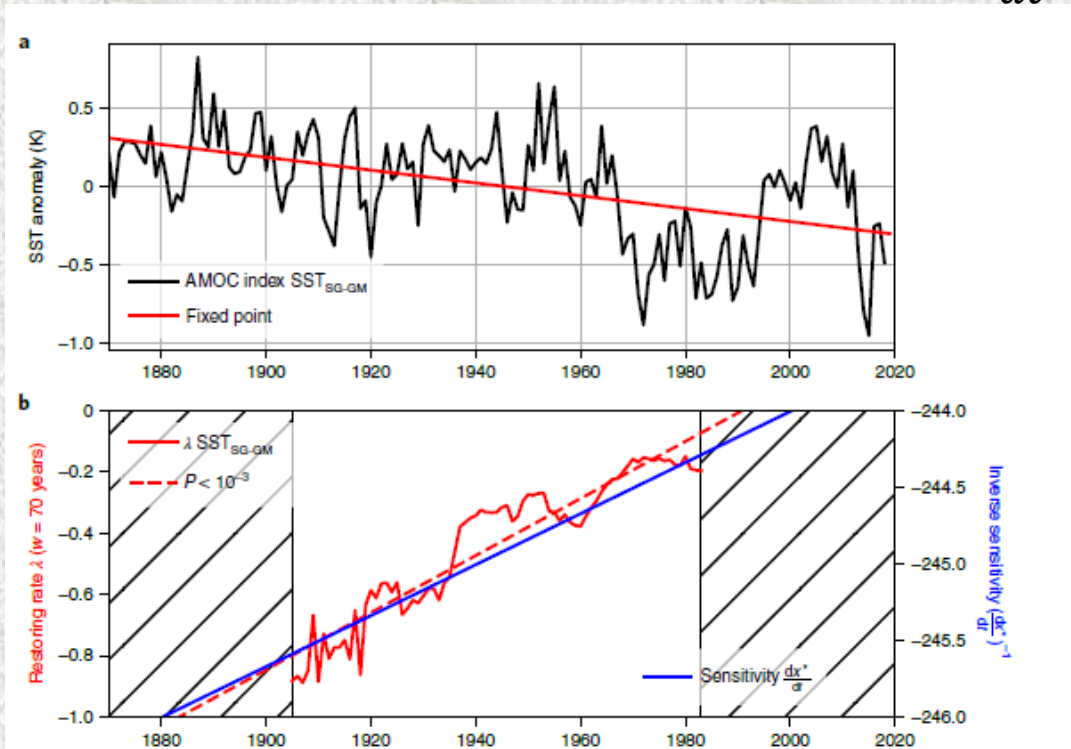 a
0.5
0
−0.5
−1.0
SST anomaly (K)
AMOC index SST_SG-GM
Fixed point
1880 1900 1920 1940 1960 1980 2000 2020
b
0
−0.2
−0.4
−0.6
−0.8
−1.0
Restoring rate λ (w = 70 years)
λ SST_SG-GM
P < 10⁻³
Sensitivity dx*/dt
−244.0
−244.5
−245.0
−245.5
−246.0
Inverse sensitivity (dx*/dt)⁻¹
1880 1900 1920 1940 1960 1980 2000 2020